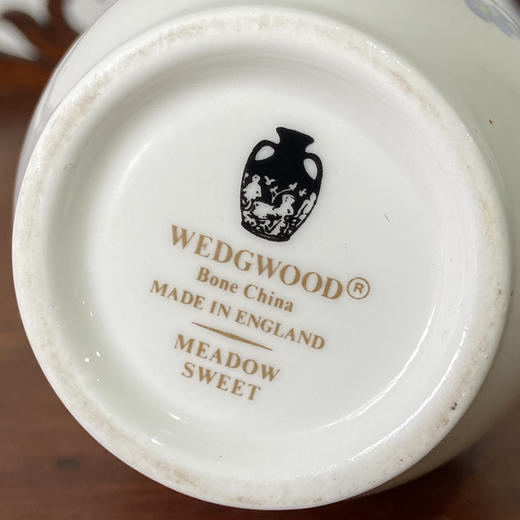 WEDGWOOD®
Bone China
MADE IN ENGLAND
MEADOW
SWEET